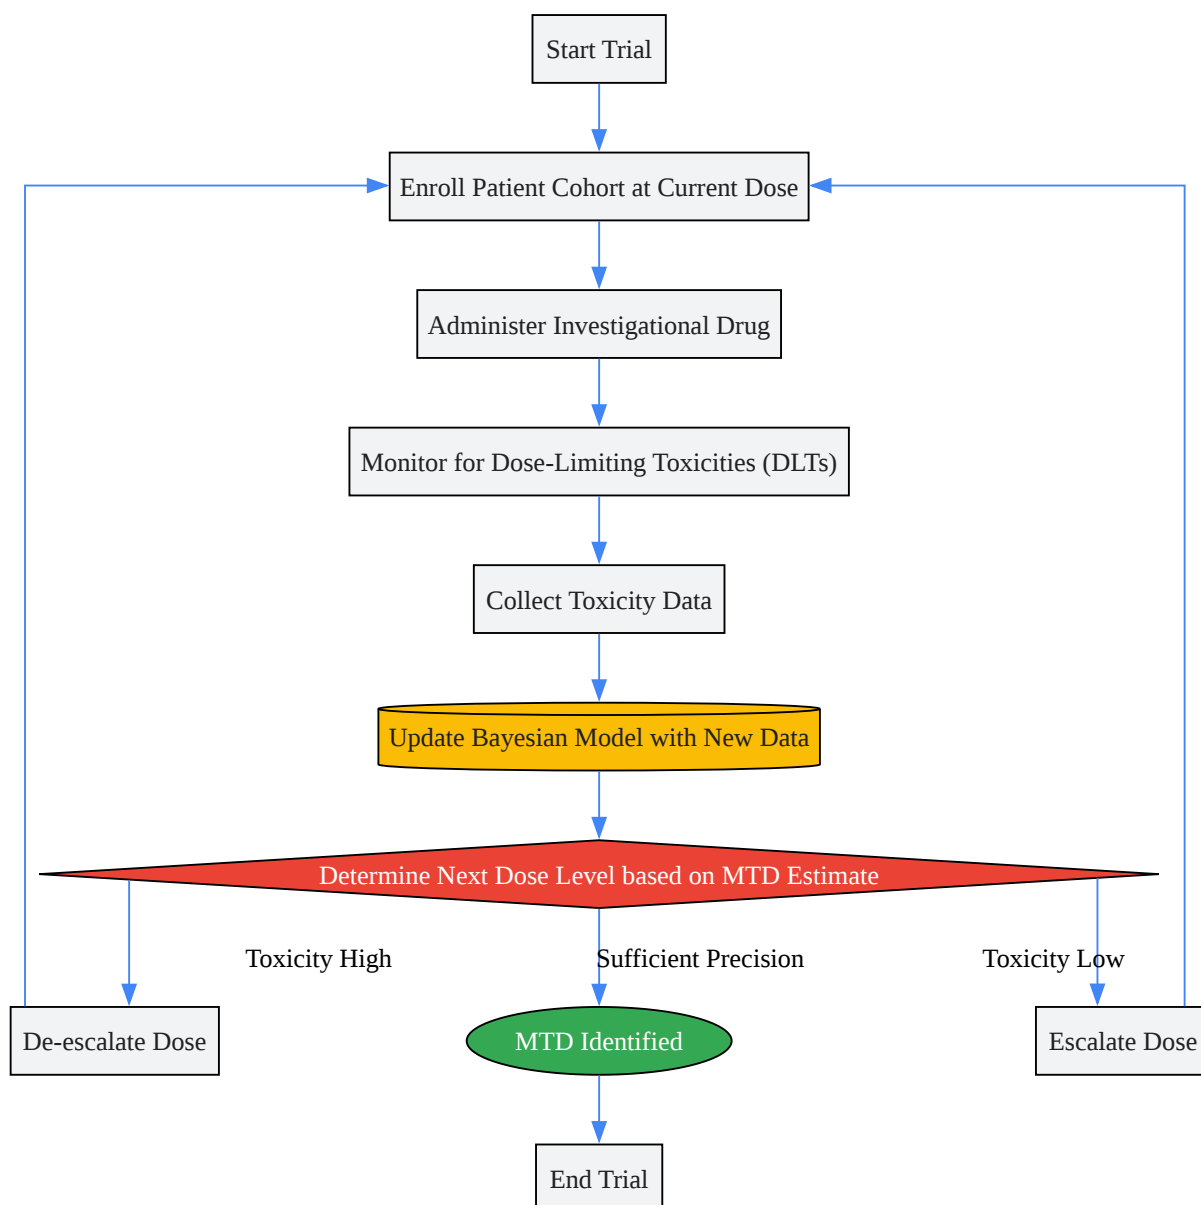 Start Trial
Enroll Patient Cohort at Current Dose
Administer Investigational Drug
Monitor for Dose-Limiting Toxicities (DLTs)
Collect Toxicity Data
Update Bayesian Model with New Data
Determine Next Dose Level based on MTD Estimate
Toxicity High
Sufficient Precision
Toxicity Low
De-escalate Dose
MTD Identified
Escalate Dose
End Trial